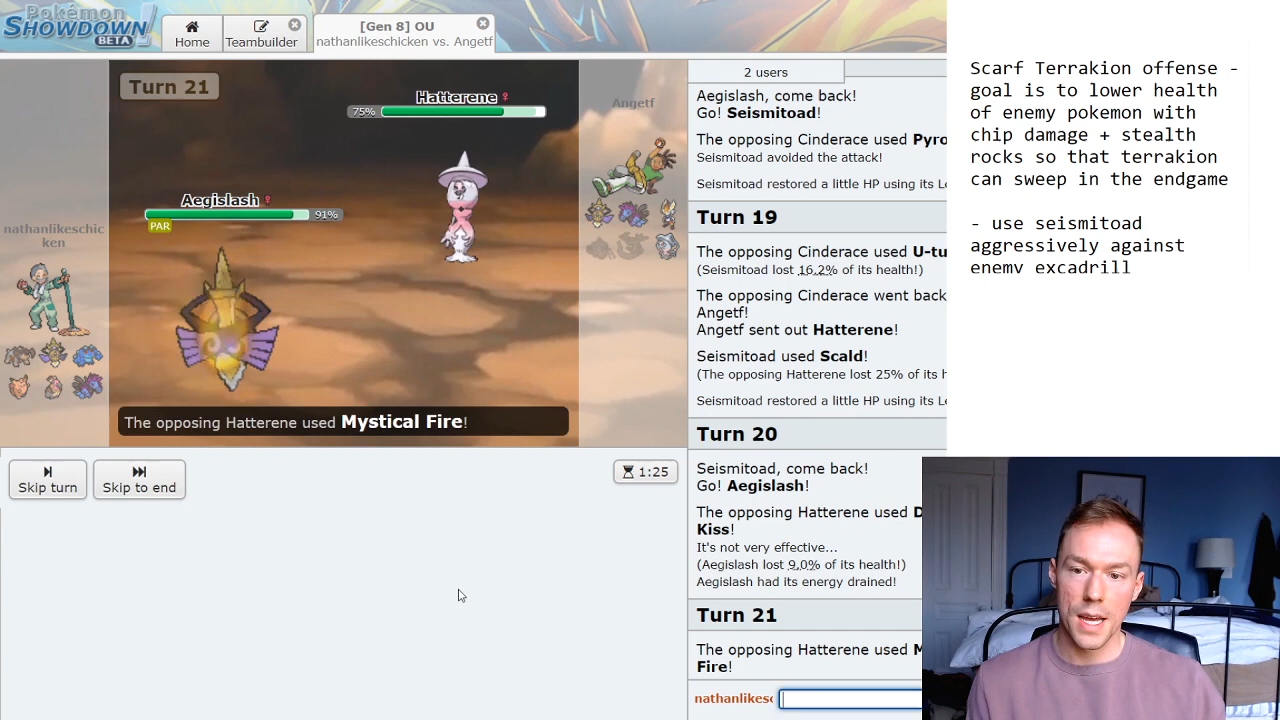 Pokémon
SHOWDOWN!
BETA
Home
Teambuilder
[Gen 8] OU
nathanlikeschicken vs. Angetf
Turn 21
Hatterene ♀
75%
Aegislash ♀
91%
PAR
nathanlikeschic
ken
Angetf
The opposing Hatterene used Mystical Fire!
Skip turn
Skip to end
1:25
2 users
Aegislash, come back!
Go! Seismitoad!
The opposing Cinderace used Pyro
Seismitoad avoided the attack!
Seismitoad restored a little HP using its Le
Turn 19
The opposing Cinderace used U-tu
(Seismitoad lost 16.2% of its health!)
The opposing Cinderace went back
Angetf!
Angetf sent out Hatterene!
Seismitoad used Scald!
(The opposing Hatterene lost 25% of its h
Seismitoad restored a little HP using its Le
Turn 20
Seismitoad, come back!
Go! Aegislash!
The opposing Hatterene used D
Kiss!
It's not very effective...
(Aegislash lost 9.0% of its health!)
Aegislash had its energy drained!
Turn 21
The opposing Hatterene used M
Fire!
nathanlikesc
Scarf Terrakion offense -
goal is to lower health
of enemy pokemon with
chip damage + stealth
rocks so that terrakion
can sweep in the endgame
- use seismitoad
aggressively against
enemy excadrill